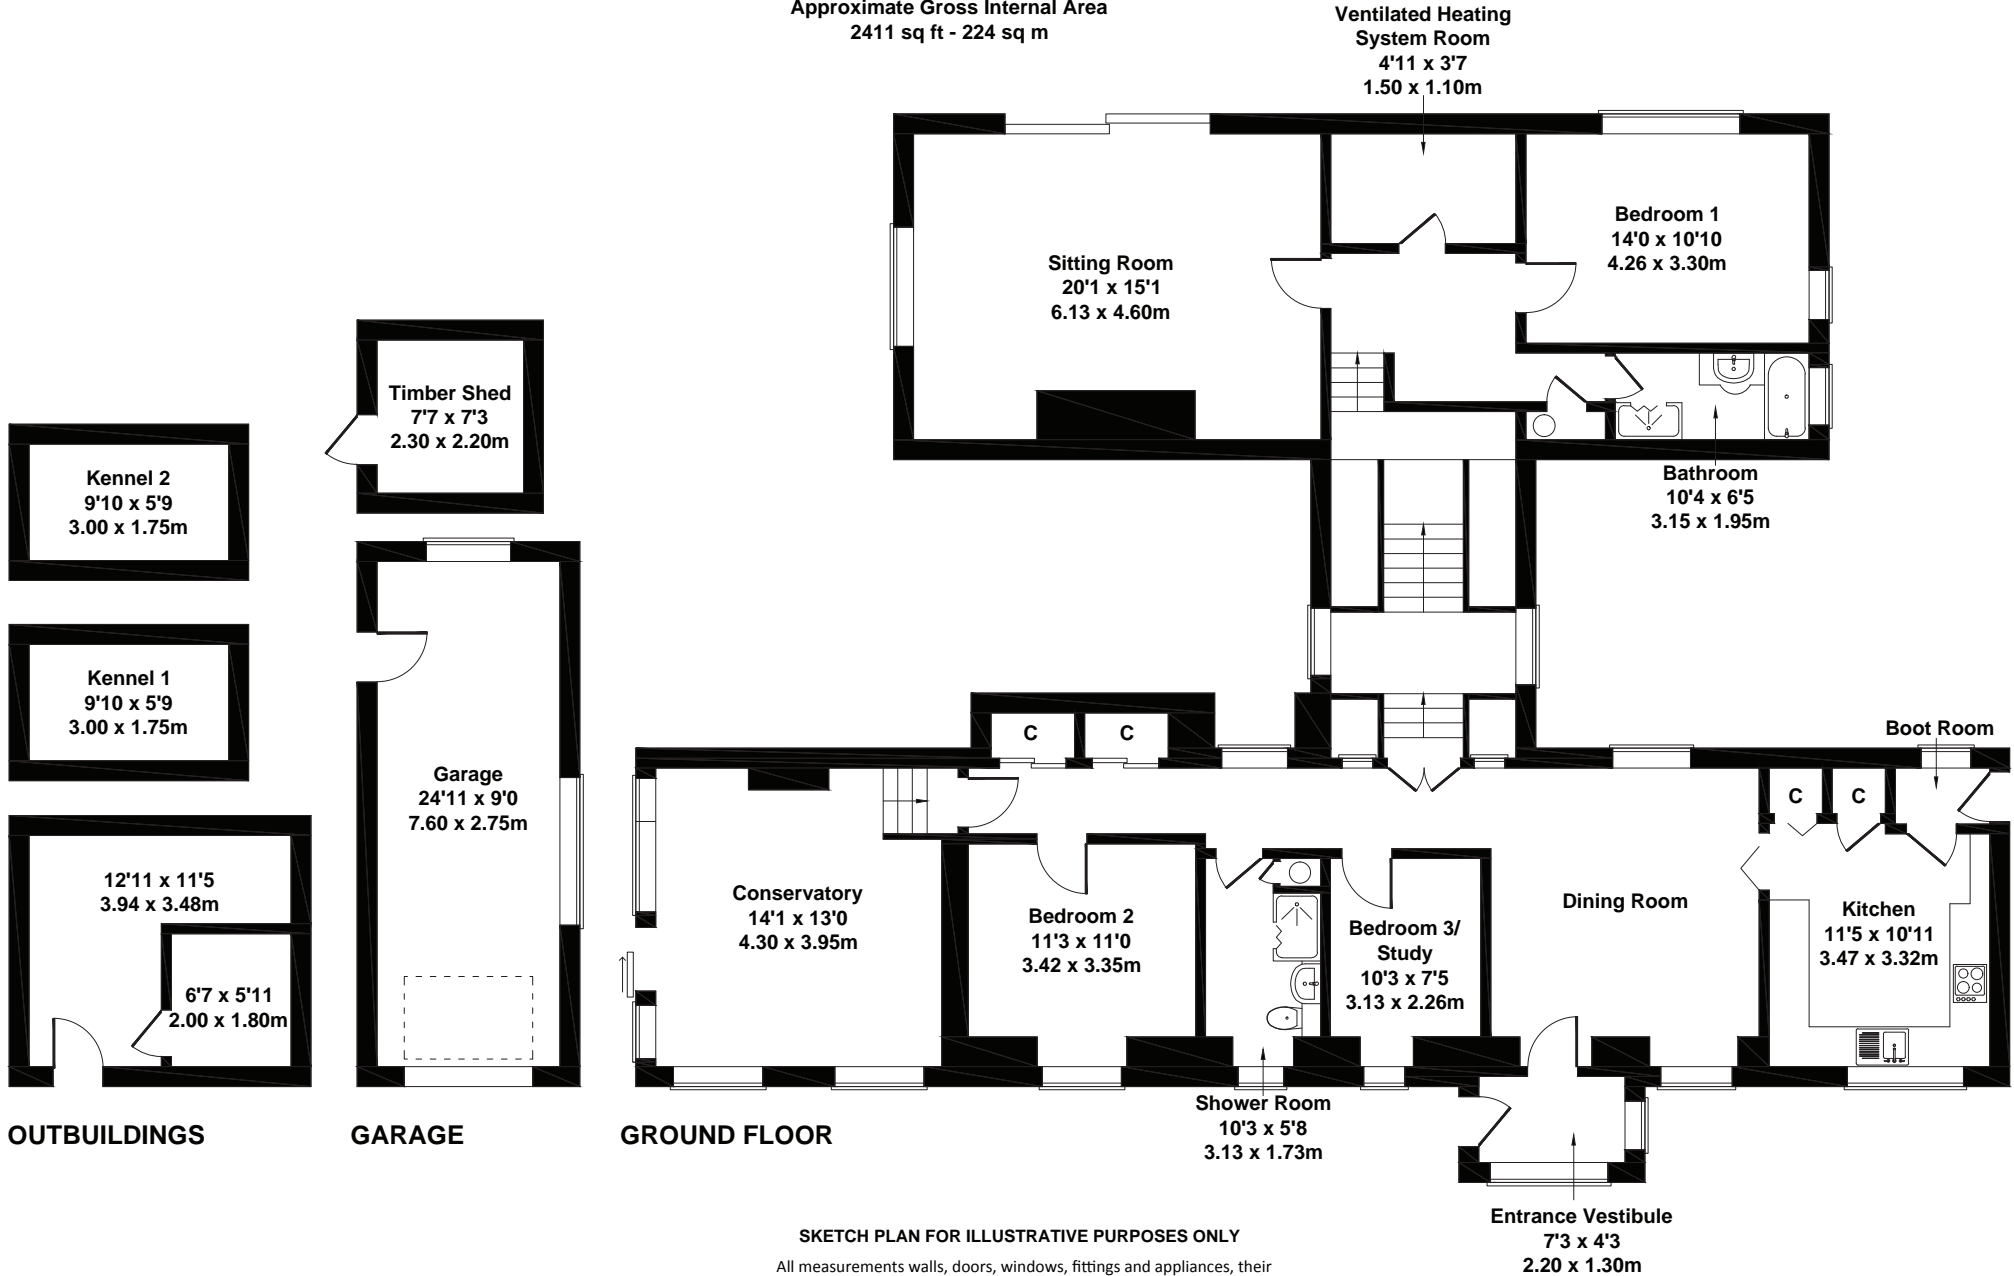 Approximate Gross Internal Area
2411 sq ft - 224 sq m
Ventilated Heating
System Room
4'11 x 3'7
1.50 x 1.10m
Bedroom 1
14'0 x 10'10
4.26 x 3.30m
Sitting Room
20'1 x 15'1
6.13 x 4.60m
Timber Shed
7'7 x 7'3
2.30 x 2.20m
Kennel 2
9'10 x 5'9
3.00 x 1.75m
Bathroom
10'4 x 6'5
3.15 x 1.95m
Kennel 1
9'10 x 5'9
3.00 x 1.75m
Garage
24'11 x 9'0
7.60 x 2.75m
C
C
Boot Room
C
C
12'11 x 11'5
3.94 x 3.48m
6'7 x 5'11
2.00 x 1.80m
Conservatory
14'1 x 13'0
4.30 x 3.95m
Bedroom 2
11'3 x 11'0
3.42 x 3.35m
Bedroom 3/
Study
10'3 x 7'5
3.13 x 2.26m
Dining Room
Kitchen
11'5 x 10'11
3.47 x 3.32m
Shower Room
10'3 x 5'8
3.13 x 1.73m
OUTBUILDINGS
GARAGE
GROUND FLOOR
Entrance Vestibule
7'3 x 4'3
2.20 x 1.30m
SKETCH PLAN FOR ILLUSTRATIVE PURPOSES ONLY
All measurements walls, doors, windows, fittings and appliances, their